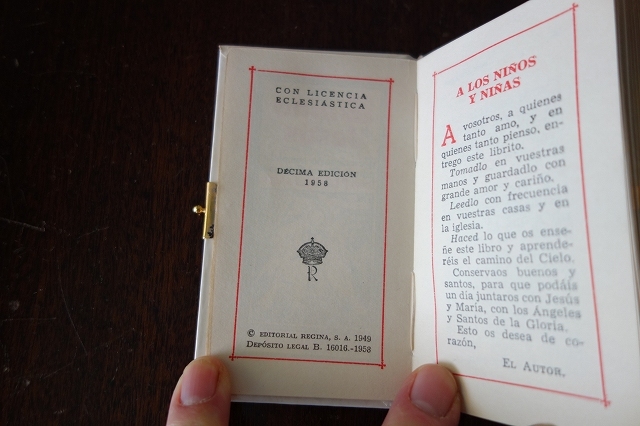 CON LICENCIA
ECLESIÁSTICA
DÉCIMA EDICIÓN
1958
R
© EDITORIAL REGINA, S. A. 1949
DEPÓSITO LEGAL B. 16016.-1958
A LOS NIÑOS
Y NIÑAS
A vosotros, a quienes
tanto amo, y en
quienes tanto pienso, en-
trego este librito.
Tomadlo en vuestras
manos y guardadlo con
grande amor y cariño.
Leedlo con frecuencia
en vuestras casas y en
la iglesia.
Haced lo que os ense-
ñe este libro y aprende-
réis el camino del Cielo.
Conservaos buenos y
santos, para que podáis
un día juntaros con Jesús
y María, con los Ángeles
y Santos de la Gloria.
Esto os desea de co-
razón,
EL AUTOR.